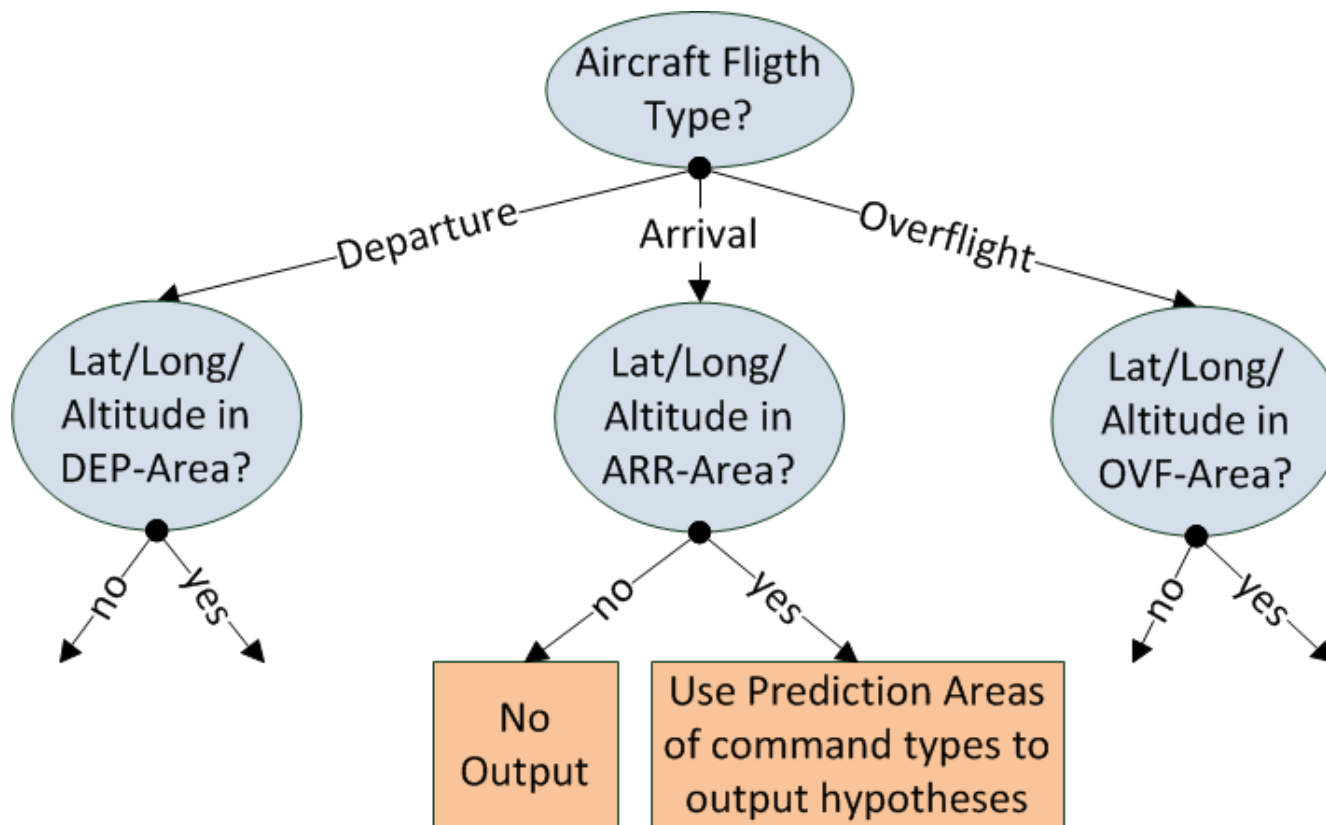 Aircraft Fligth
Type?
Departure
Arrival
Overflight
Lat/Long/
Altitude in
DEP-Area?
Lat/Long/
Altitude in
ARR-Area?
Lat/Long/
Altitude in
OVF-Area?
no
yes
no
yes
no
yes
No
Output
Use Prediction Areas
of command types to
output hypotheses